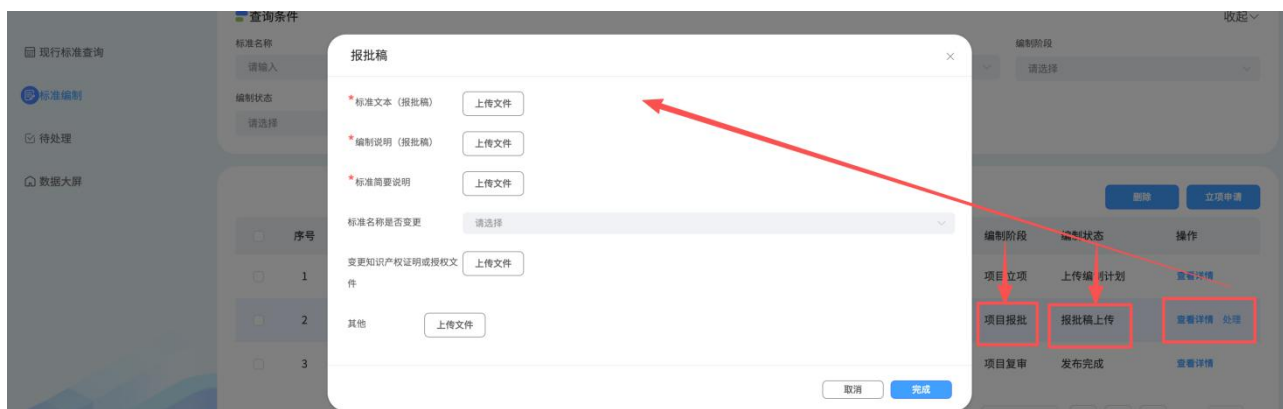 查询条件
收起
现行标准查询
标准编制
待处理
数据大屏
标准名称
请输入
编制状态
请选择
编制阶段
请选择
报批稿
*标准文本（报批稿） 上传文件
*编制说明（报批稿） 上传文件
*标准简要说明 上传文件
标准名称是否变更 请选择
变更知识产权证明或授权文件 上传文件
其他 上传文件
取消 完成
删除 立项申请
序号 编制阶段 编制状态 操作
1 项目立项 上传编制计划 查看详情
2 项目报批 报批稿上传 查看详情 处理
3 项目复审 发布完成 查看详情